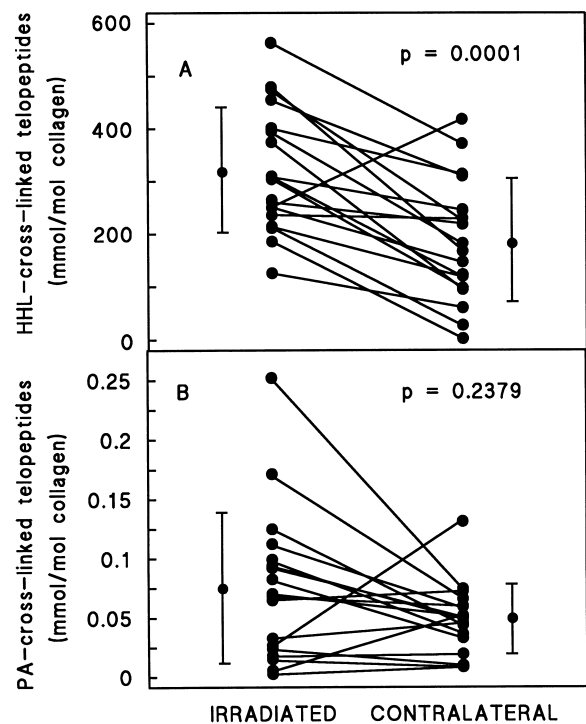 HHL-cross-linked telopeptides
(mmol/mol collagen)
600
400
200
0
A
p = 0.0001
PA-cross-linked telopeptides
(mmol/mol collagen)
0.25
0.2
0.15
0.1
0.05
0
B
p = 0.2379
IRRADIATED CONTRALATERAL